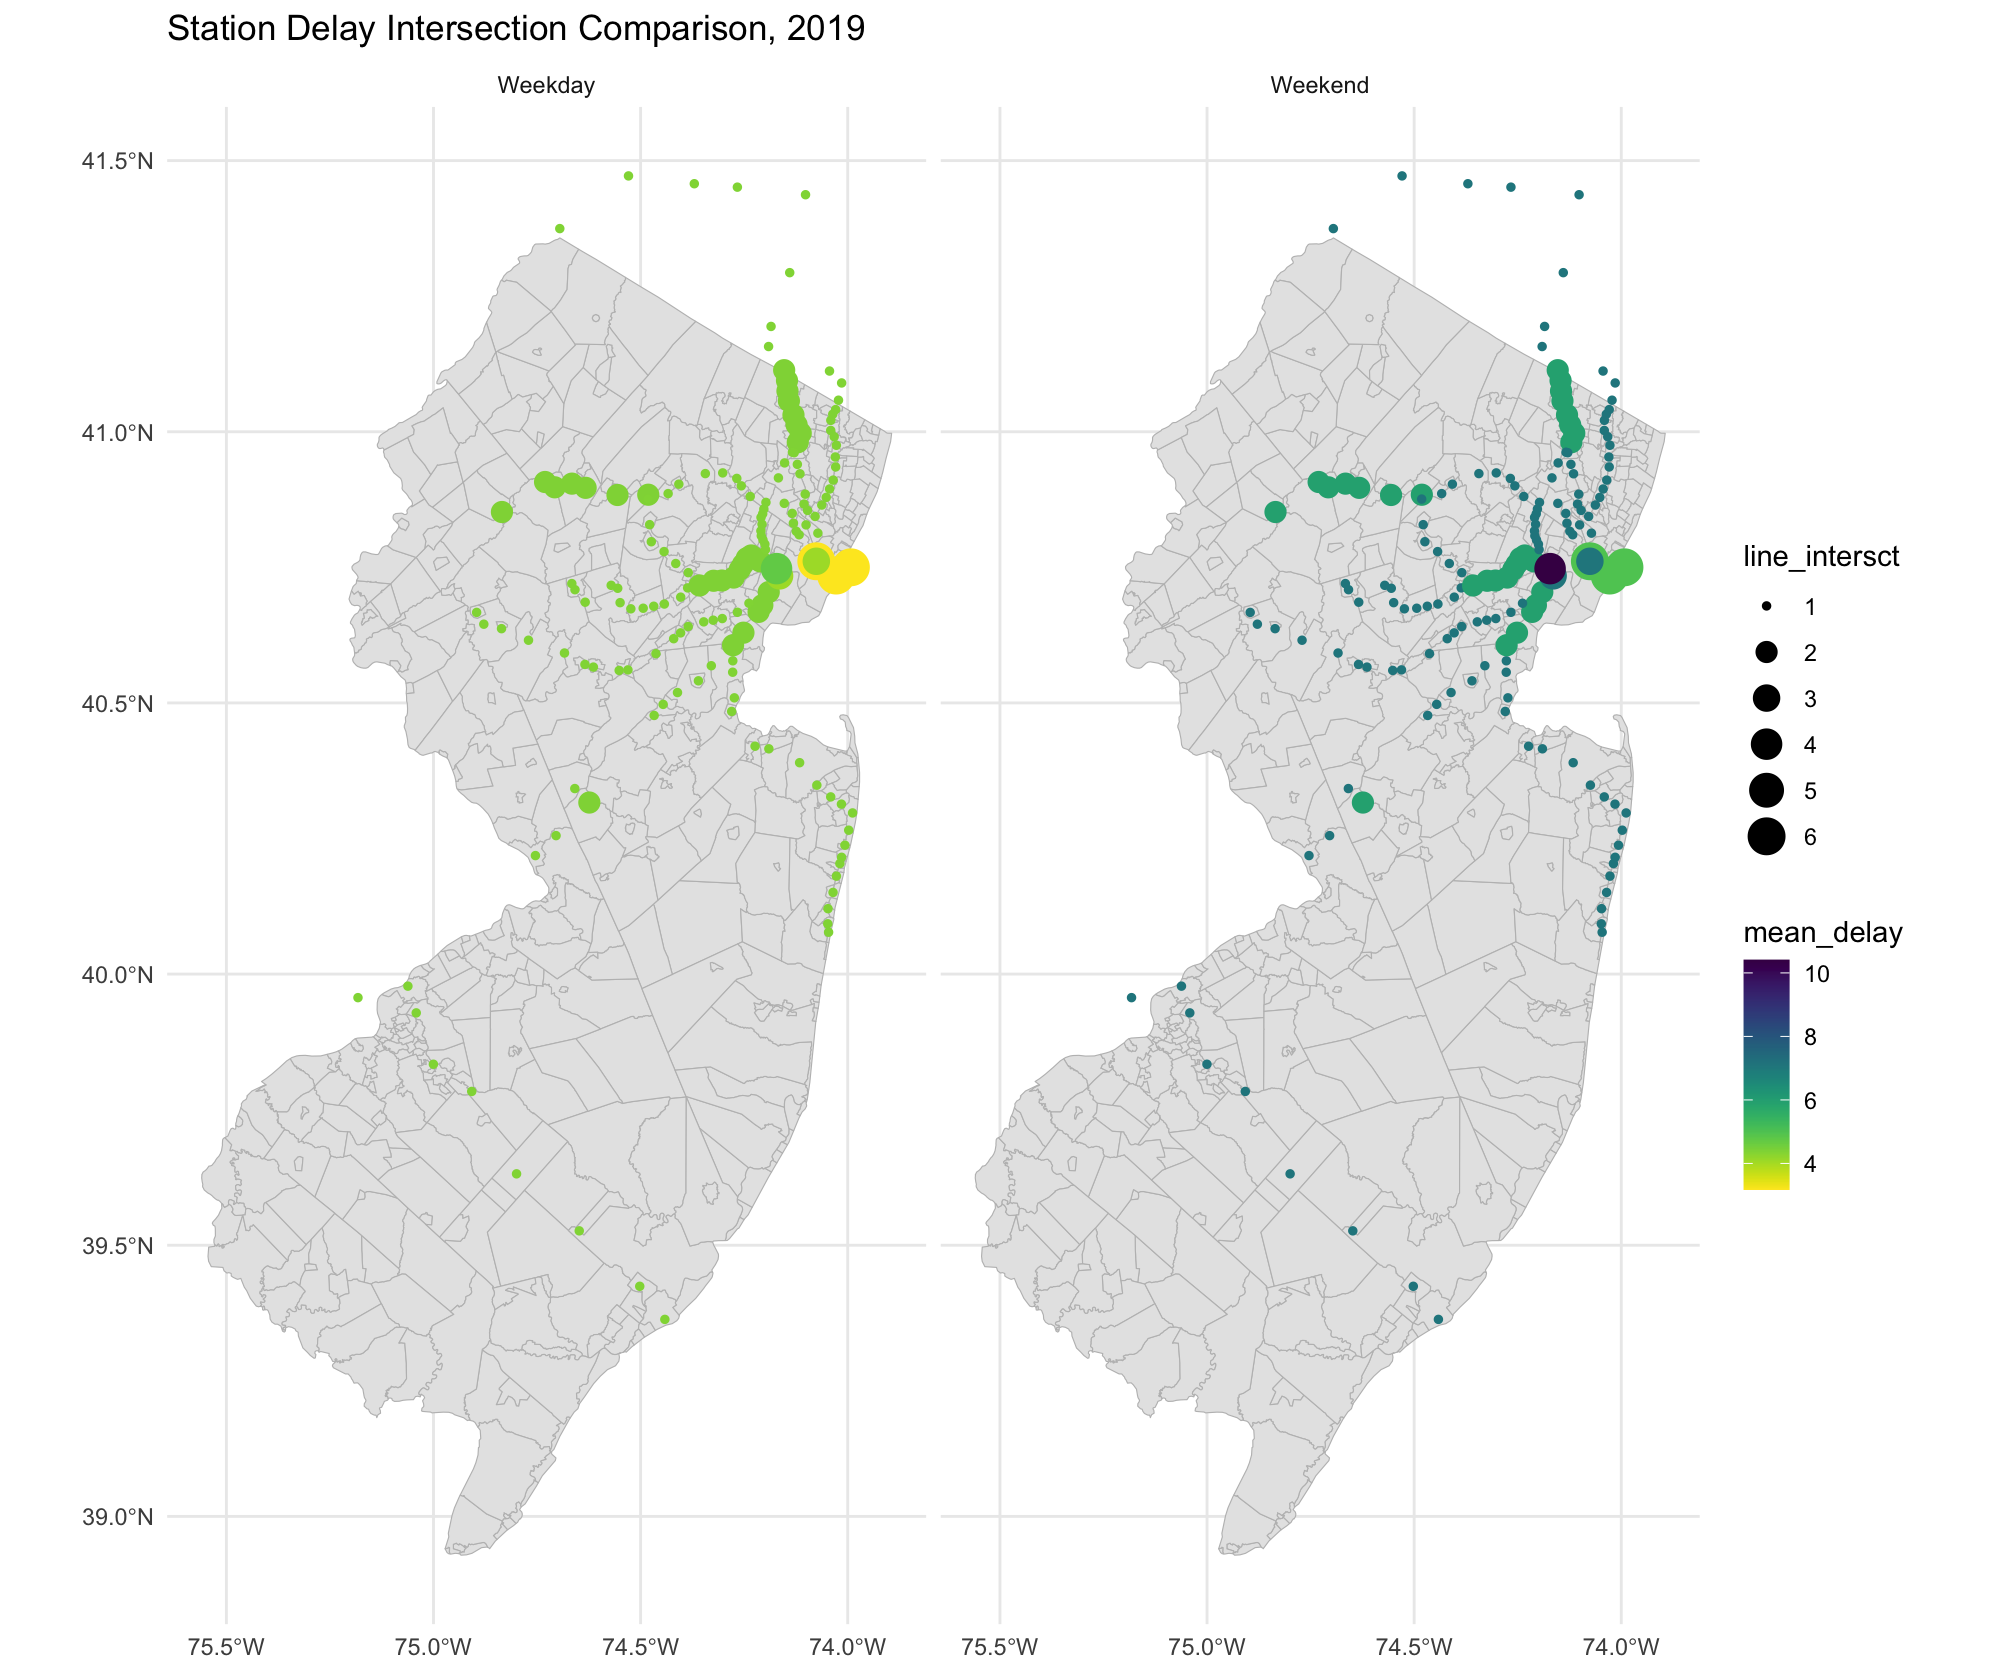 Station Delay Intersection Comparison, 2019
Weekday
Weekend
41.5°N
41.0°N
40.5°N
40.0°N
39.5°N
39.0°N
75.5°W
75.0°W
74.5°W
74.0°W
75.5°W
75.0°W
74.5°W
74.0°W
line_intersct
1
2
3
4
5
6
mean_delay
10
8
6
4